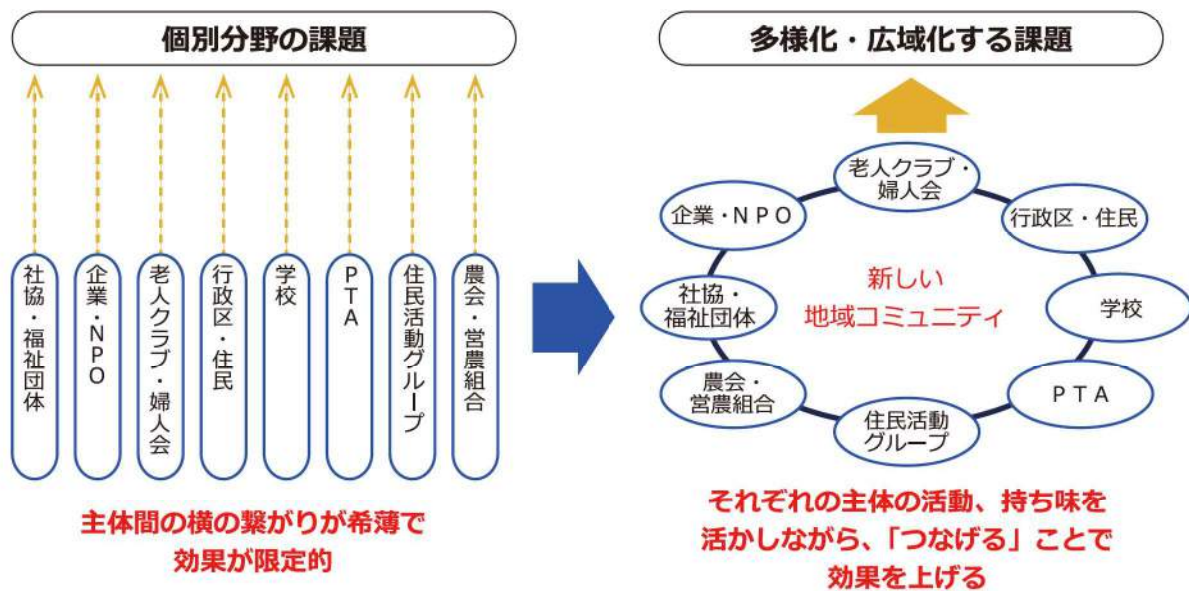 個別分野の課題
社協・福祉団体
企業・NPO
老人クラブ・婦人会
行政区・住民
学校
PTA
住民活動グループ
農会・営農組合
主体間の横の繋がりが希薄で
効果が限定的
多様化・広域化する課題
老人クラブ・
婦人会
企業・NPO
行政区・住民
社協・
福祉団体
新しい
地域コミュニティ
学校
農会・
営農組合
PTA
住民活動
グループ
それぞれの主体の活動、持ち味を
活かしながら、「つなげる」ことで
効果を上げる